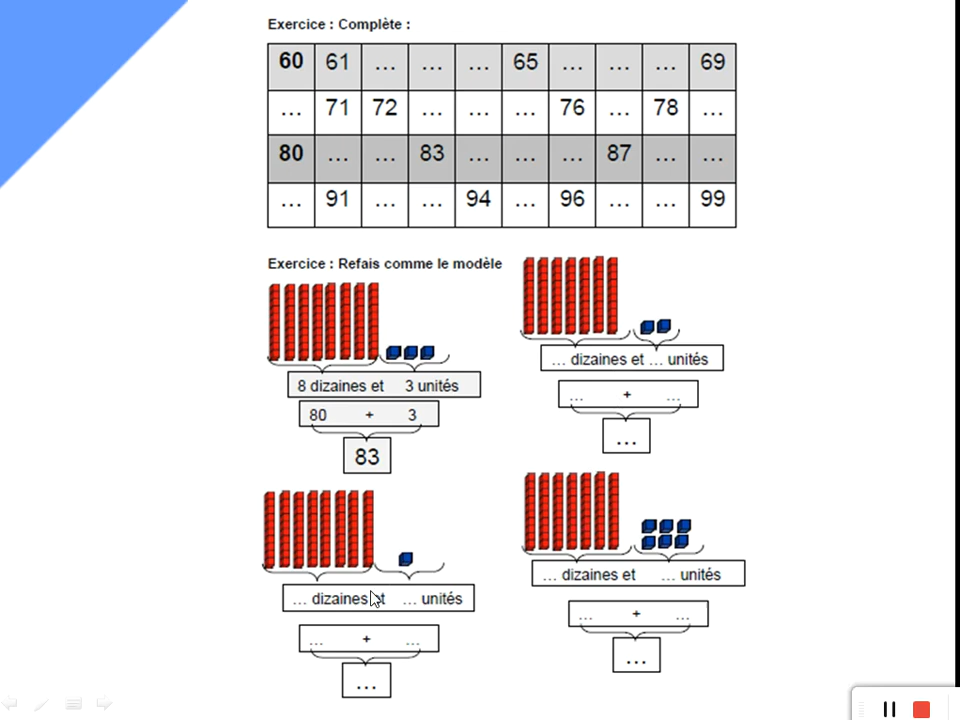 Exercice : Complète :
60 61 ... ... ... 65 ... ... ... 69
... 71 72 ... ... ... 76 ... 78 ...
80 ... ... 83 ... ... ... 87 ... ...
... 91 ... ... 94 ... 96 ... ... 99
Exercice : Refais comme le modèle
8 dizaines et 3 unités
80 + 3
83
... dizaines et ... unités
... + ...
...
... dizaines et ... unités
... + ...
...
... dizaines et ... unités
... + ...
...